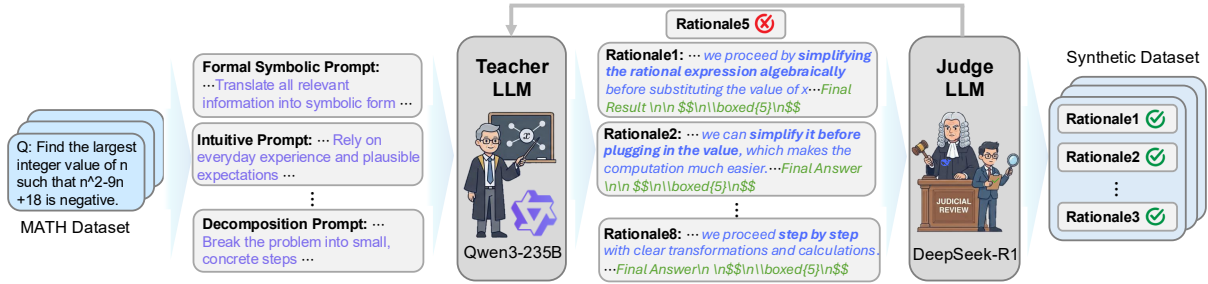 Q: Find the largest
integer value of n
such that n^2-9n
+18 is negative.
MATH Dataset
Formal Symbolic Prompt:
···Translate all relevant
information into symbolic form ···
Intuitive Prompt: ··· Rely on
everyday experience and plausible
expectations ···
⋮
Decomposition Prompt: ···
Break the problem into small,
concrete steps ···
Teacher
LLM
x
Qwen3-235B
Rationale5
Rationale1: ··· we proceed by simplifying
the rational expression algebraically
before substituting the value of x···Final
Result \n\n $$\n\\boxed{5}\n$$
Rationale2: ··· we can simplify it before
plugging in the value, which makes the
computation much easier.···Final Answer
\n\n $$\n\\boxed{5}\n$$
⋮
Rationale8: ··· we proceed step by step
with clear transformations and calculations.
···Final Answer\n \n$$\n\\boxed{5}\n$$
Judge
LLM
JUDICIAL
REVIEW
DeepSeek-R1
Synthetic Dataset
Rationale1
Rationale2
⋮
Rationale3